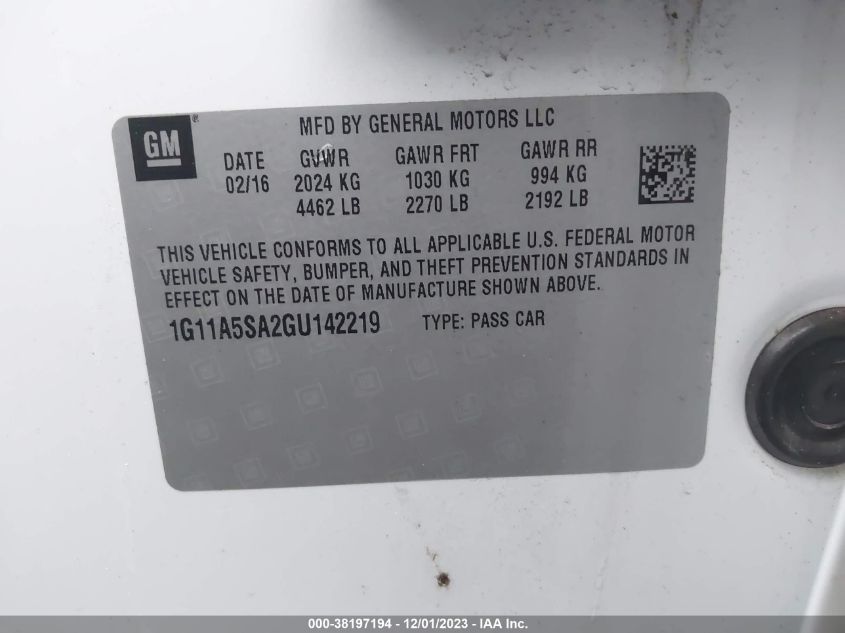 GM®
MFD BY GENERAL MOTORS LLC
DATE GVWR GAWR FRT GAWR RR
02/16 2024 KG 1030 KG 994 KG
4462 LB 2270 LB 2192 LB
THIS VEHICLE CONFORMS TO ALL APPLICABLE U.S. FEDERAL MOTOR
VEHICLE SAFETY, BUMPER, AND THEFT PREVENTION STANDARDS IN
EFFECT ON THE DATE OF MANUFACTURE SHOWN ABOVE.
1G11A5SA2GU142219 TYPE: PASS CAR
000-38197194 - 12/01/2023 - IAA Inc.